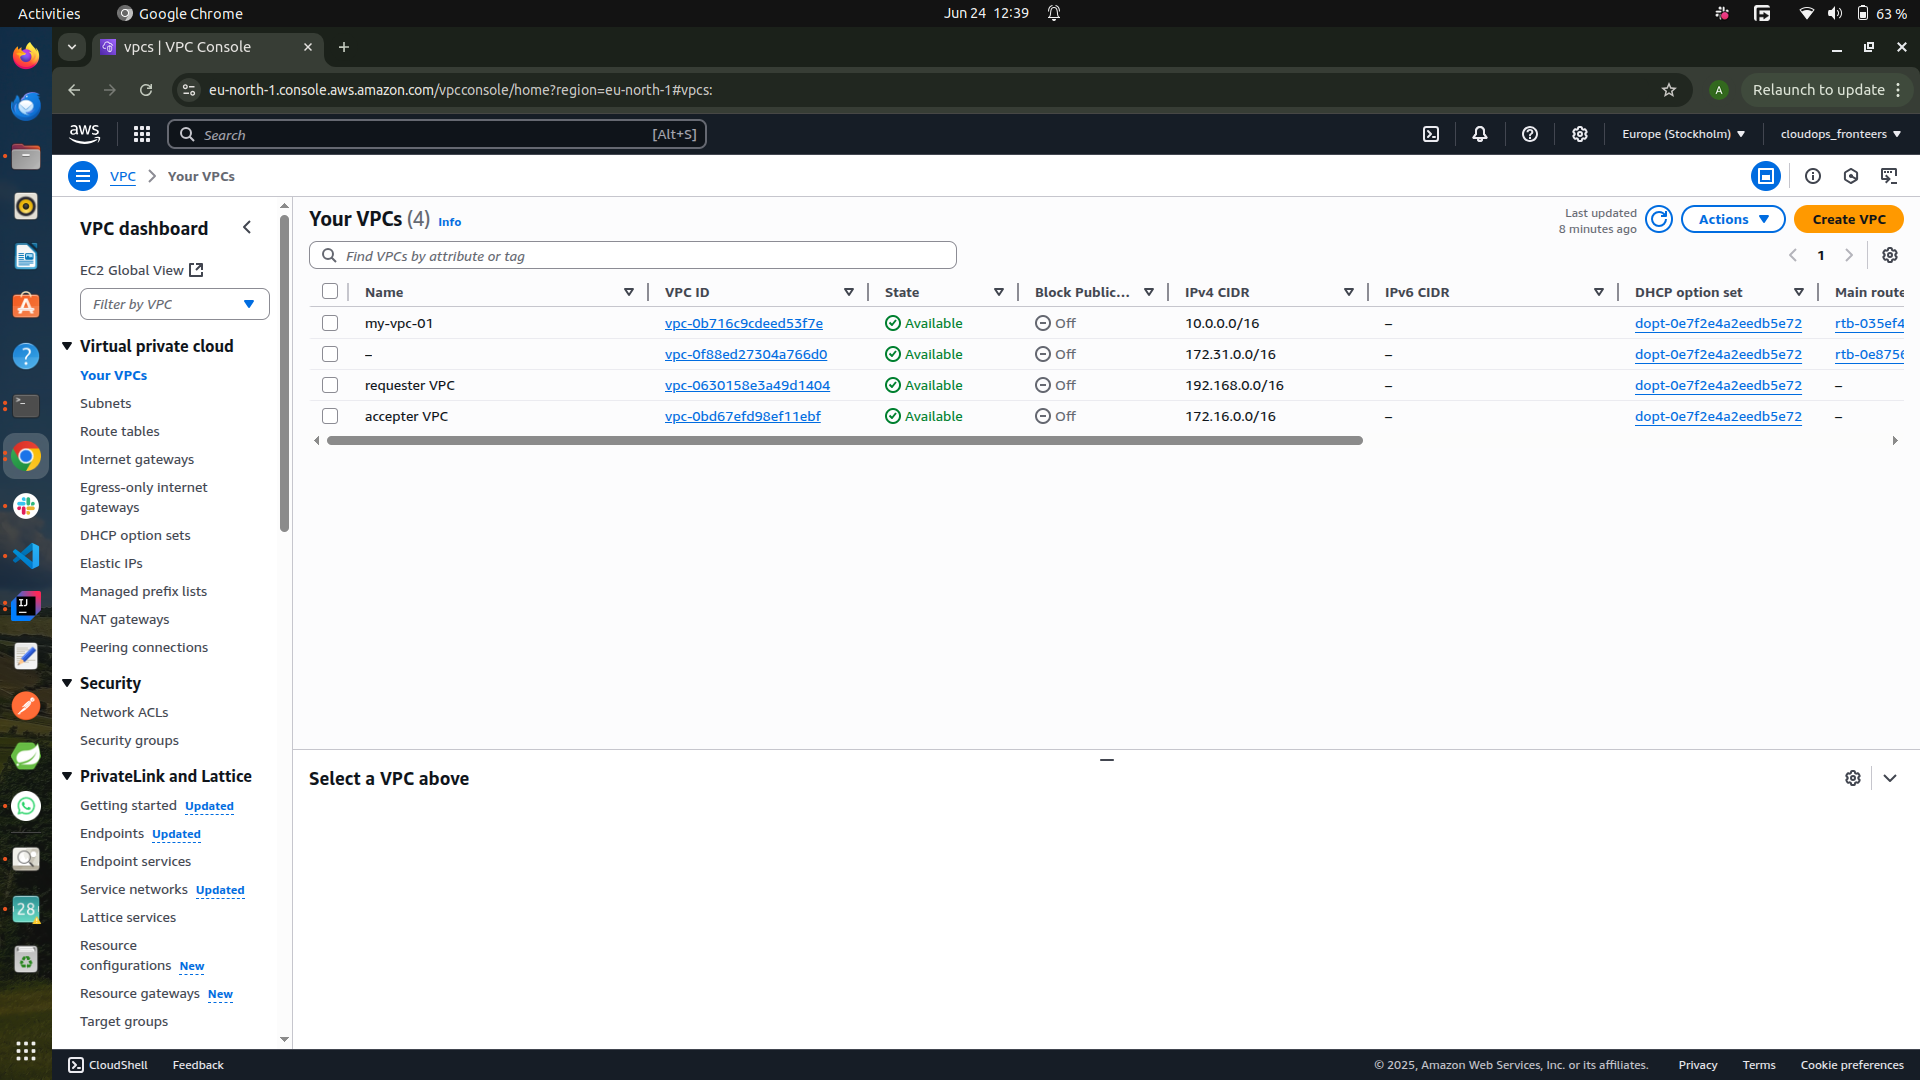 Activities Google Chrome Jun 24 12:39 63 %
vpcs | VPC Console
eu-north-1.console.aws.amazon.com/vpcconsole/home?region=eu-north-1#vpcs: A Relaunch to update
aws Search [Alt+S] Europe (Stockholm) cloudops_fronteers
VPC Your VPCs
VPC dashboard
EC2 Global View
Filter by VPC
Virtual private cloud
Your VPCs
Subnets
Route tables
Internet gateways
Egress-only internet
gateways
DHCP option sets
Elastic IPs
Managed prefix lists
NAT gateways
Peering connections
Security
Network ACLs
Security groups
PrivateLink and Lattice
Getting started Updated
Endpoints Updated
Endpoint services
Service networks Updated
Lattice services
Resource
configurations New
Resource gateways New
Target groups
Your VPCs (4) Info
Last updated
8 minutes ago
Actions
Create VPC
Find VPCs by attribute or tag
1
Name VPC ID State Block Public... IPv4 CIDR IPv6 CIDR DHCP option set Main route
my-vpc-01 vpc-0b716c9cdeed53f7e Available Off 10.0.0.0/16 – dopt-0e7f2e4a2eedb5e72 rtb-035ef4
– vpc-0f88ed27304a766d0 Available Off 172.31.0.0/16 – dopt-0e7f2e4a2eedb5e72 rtb-0e8756
requester VPC vpc-0630158e3a49d1404 Available Off 192.168.0.0/16 – dopt-0e7f2e4a2eedb5e72 –
accepter VPC vpc-0bd67efd98ef11ebf Available Off 172.16.0.0/16 – dopt-0e7f2e4a2eedb5e72 –
Select a VPC above
IJ
28
CloudShell Feedback © 2025, Amazon Web Services, Inc. or its affiliates. Privacy Terms Cookie preferences